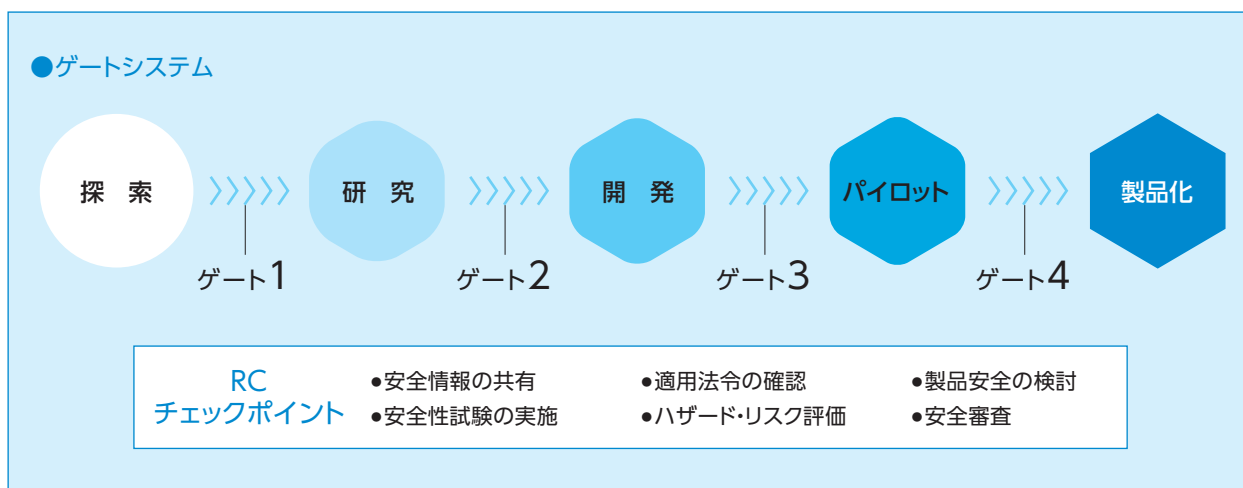 ●ゲートシステム
探 索
研 究
開 発
パイロット
製品化
ゲート1
ゲート2
ゲート3
ゲート4
RC
チェックポイント
●安全情報の共有
●適用法令の確認
●製品安全の検討
●安全性試験の実施
●ハザード・リスク評価
●安全審査